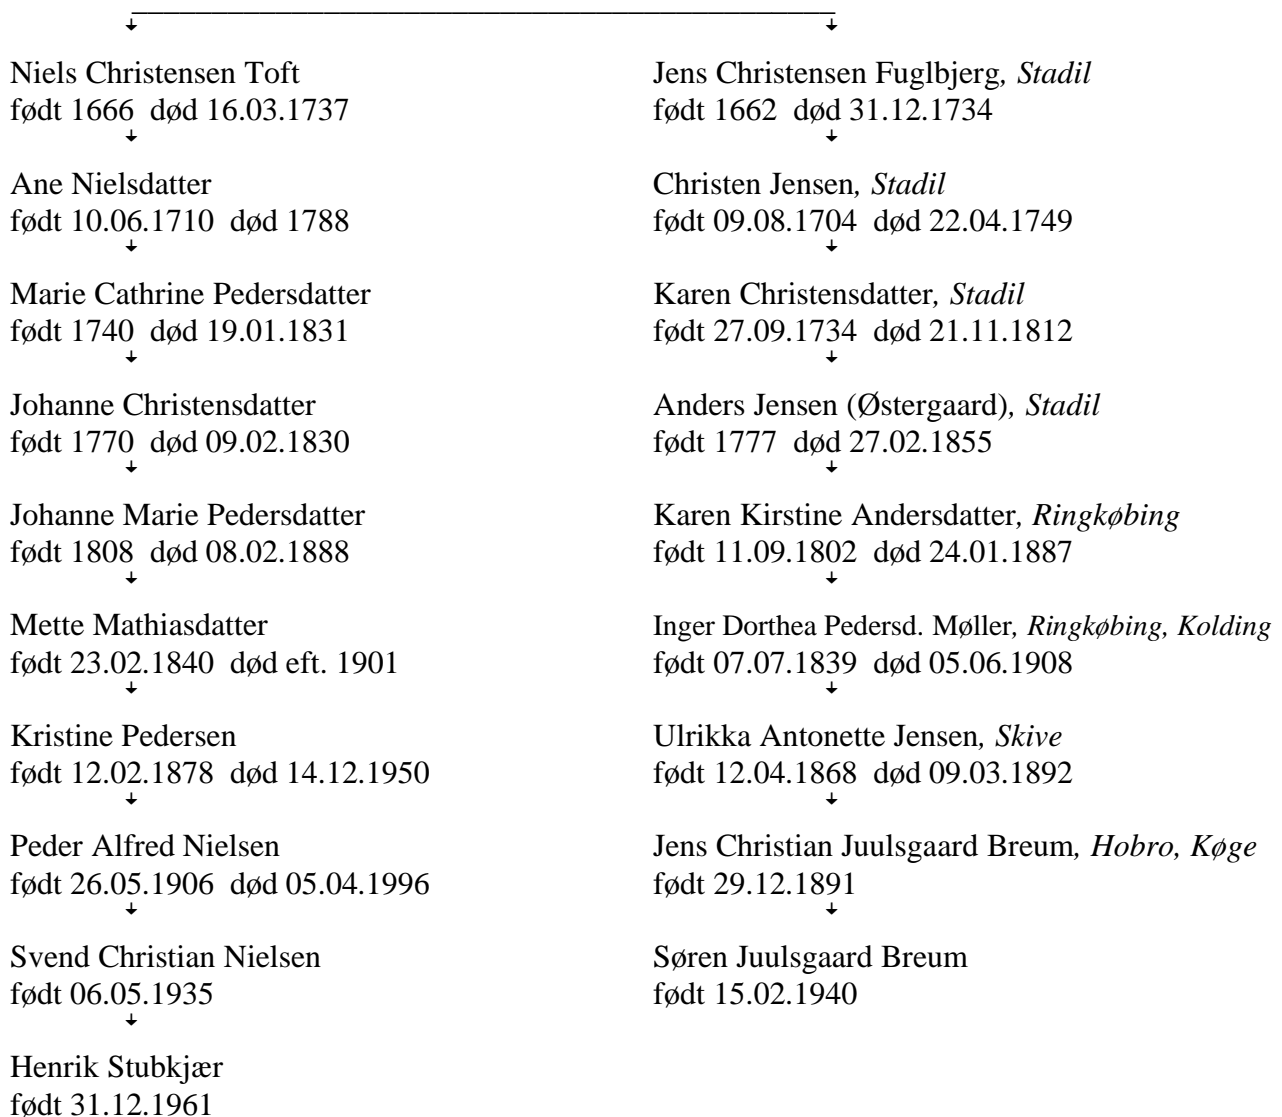 Niels Christensen Toft
født 1666 død 16.03.1737
Ane Nielsdatter
født 10.06.1710 død 1788
Marie Cathrine Pedersdatter
født 1740 død 19.01.1831
Johanne Christensdatter
født 1770 død 09.02.1830
Johanne Marie Pedersdatter
født 1808 død 08.02.1888
Mette Mathiasdatter
født 23.02.1840 død eft. 1901
Kristine Pedersen
født 12.02.1878 død 14.12.1950
Peder Alfred Nielsen
født 26.05.1906 død 05.04.1996
Svend Christian Nielsen
født 06.05.1935
Henrik Stubkjær
født 31.12.1961
Jens Christensen Fuglbjerg, Stadil
født 1662 død 31.12.1734
Christen Jensen, Stadil
født 09.08.1704 død 22.04.1749
Karen Christensdatter, Stadil
født 27.09.1734 død 21.11.1812
Anders Jensen (Østergaard), Stadil
født 1777 død 27.02.1855
Karen Kirstine Andersdatter, Ringkøbing
født 11.09.1802 død 24.01.1887
Inger Dorthea Pedersd. Møller, Ringkøbing, Kolding
født 07.07.1839 død 05.06.1908
Ulrikka Antonette Jensen, Skive
født 12.04.1868 død 09.03.1892
Jens Christian Juulsgaard Breum, Hobro, Køge
født 29.12.1891
Søren Juulsgaard Breum
født 15.02.1940